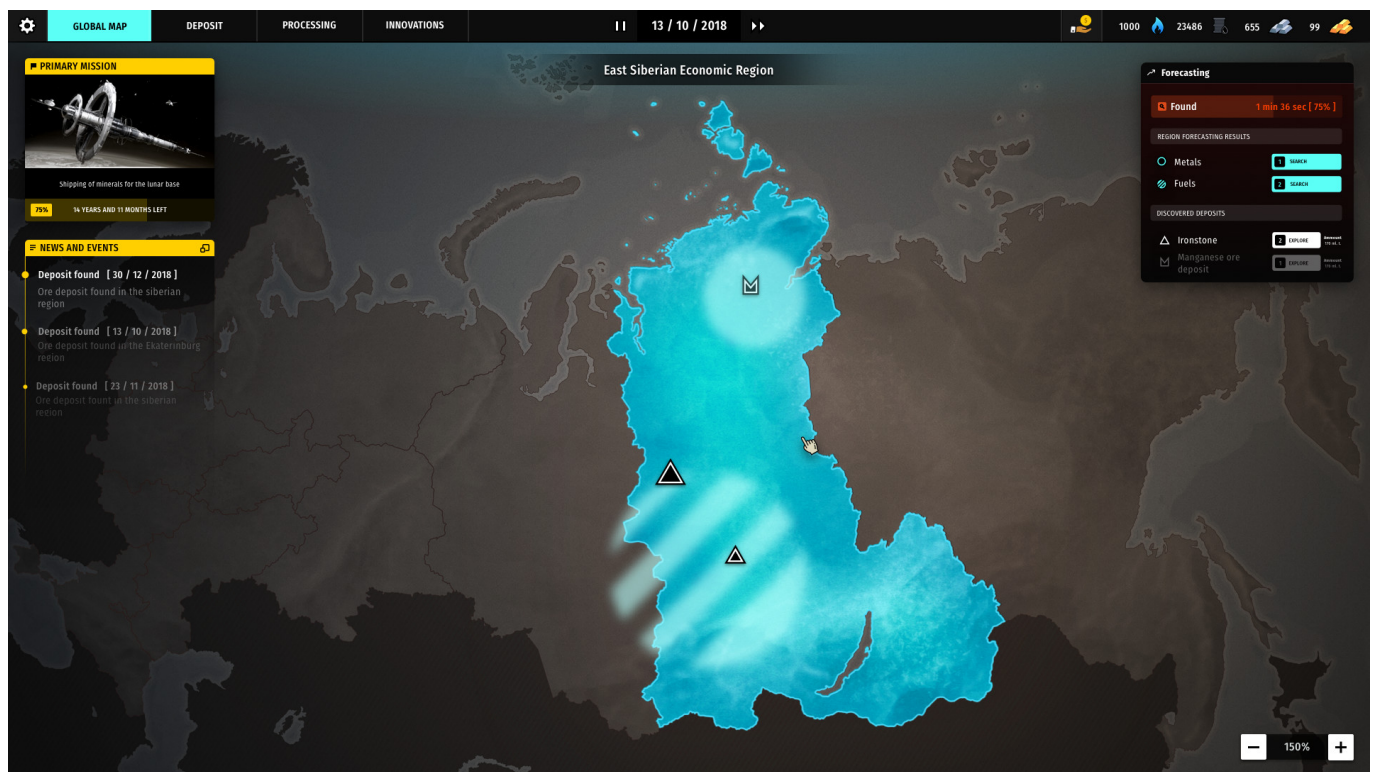 GLOBAL MAP
DEPOSIT
PROCESSING
INNOVATIONS
13 / 10 / 2018
1
1000
23486
655
99
PRIMARY MISSION
Shipping of minerals for the lunar base
75%
14 YEARS AND 11 MONTHS LEFT
NEWS AND EVENTS
Deposit found [ 30 / 12 / 2018 ]
Ore deposit found in the siberian
region
Deposit found [ 13 / 10 / 2018 ]
Ore deposit found in the Ekaterinburg
region
Deposit found [ 23 / 11 / 2018 ]
Ore deposit fount in the siberian
region
East Siberian Economic Region
Forecasting
Found
1 min 36 sec [ 75% ]
REGION FORECASTING RESULTS
Metals
1 SEARCH
Fuels
2 SEARCH
DISCOVERED DEPOSITS
Ironstone
2 EXPLORE
Manganese ore
deposit
1 EXPLORE
150%